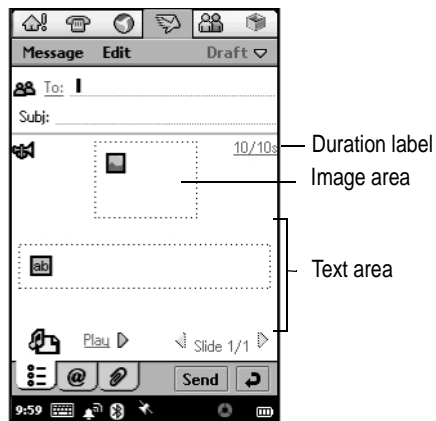 Message Edit Draft
To:
Subj:
10/10s
Duration label
Image area
ab
Text area
Play Slide 1/1
@ Send
9:59